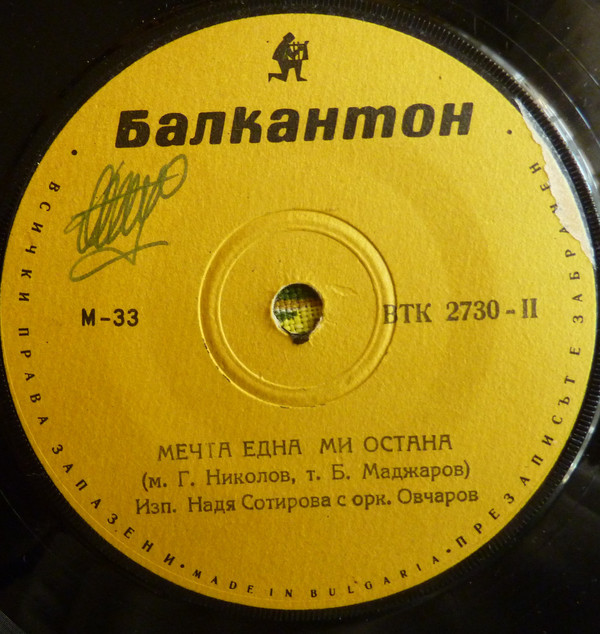 Балкантон
М-33
ВТК 2730-II
МЕЧТА ЕДНА МИ ОСТАНА
(м. Г. Николов, т. Б. Маджаров)
Изп. Надя Сотирова с орк. Овчаров
• ВСИЧКИ ПРАВА ЗАПАЗЕНИ • MADE IN BULGARIA • ПРЕЗАПИСЪТ Е ЗАБРАНЕН •